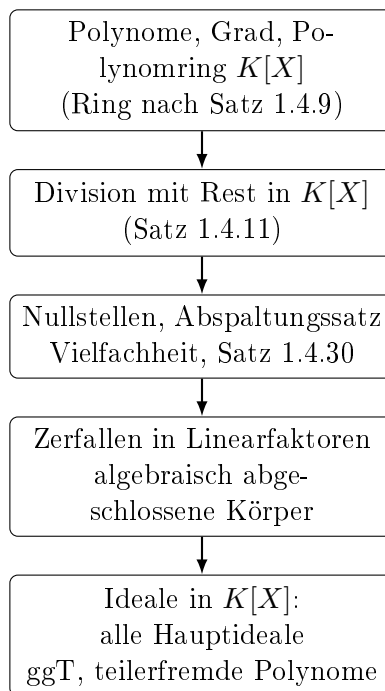 Polynome, Grad, Po-
lynomring K[X]
(Ring nach Satz 1.4.9)
Division mit Rest in K[X]
(Satz 1.4.11)
Nullstellen, Abspaltungssatz
Vielfachheit, Satz 1.4.30
Zerfallen in Linearfaktoren
algebraisch abge-
schlossene Körper
Ideale in K[X]:
alle Hauptideale
ggT, teilerfremde Polynome